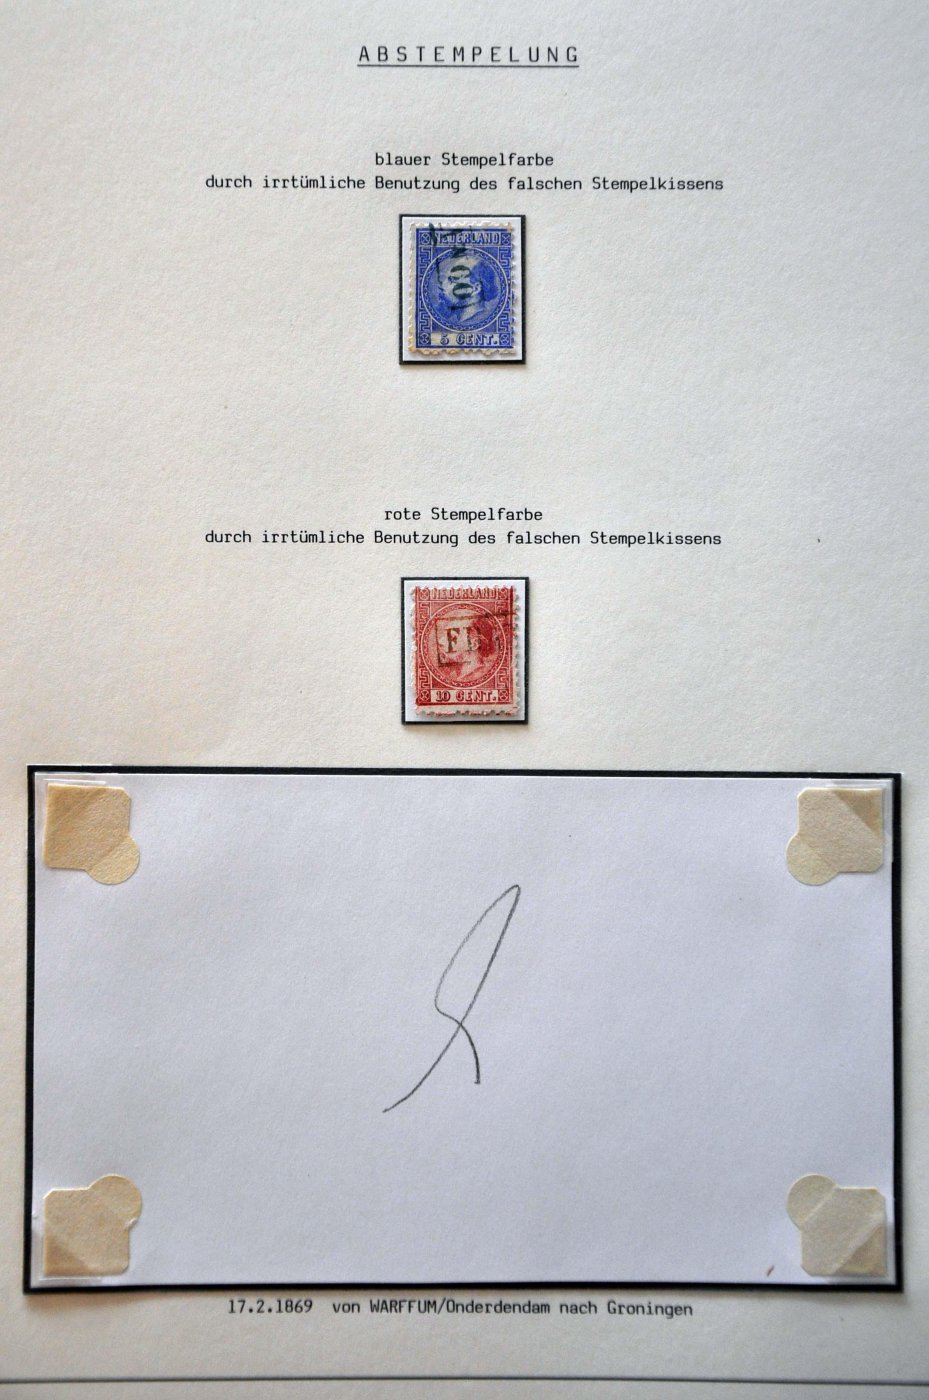 ABSTEMPELUNG
blauer Stempelfarbe
durch irrtümliche Benutzung des falschen Stempelkissens
NEDERLAND
5 CENT.
rote Stempelfarbe
durch irrtümliche Benutzung des falschen Stempelkissens
NEDERLAND
10 CENT.
17.2.1869 von WARFFUM/Onderdendam nach Groningen